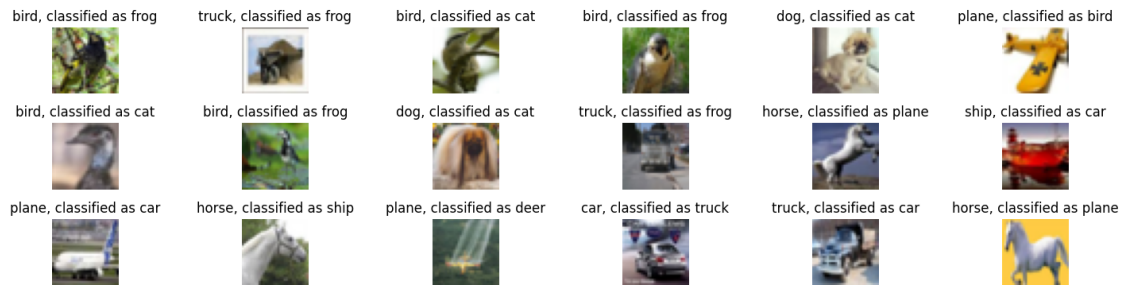 bird, classified as frog
truck, classified as frog
bird, classified as cat
bird, classified as frog
dog, classified as cat
plane, classified as bird
bird, classified as cat
bird, classified as frog
dog, classified as cat
truck, classified as frog
horse, classified as plane
ship, classified as car
plane, classified as car
horse, classified as ship
plane, classified as deer
car, classified as truck
truck, classified as car
horse, classified as plane